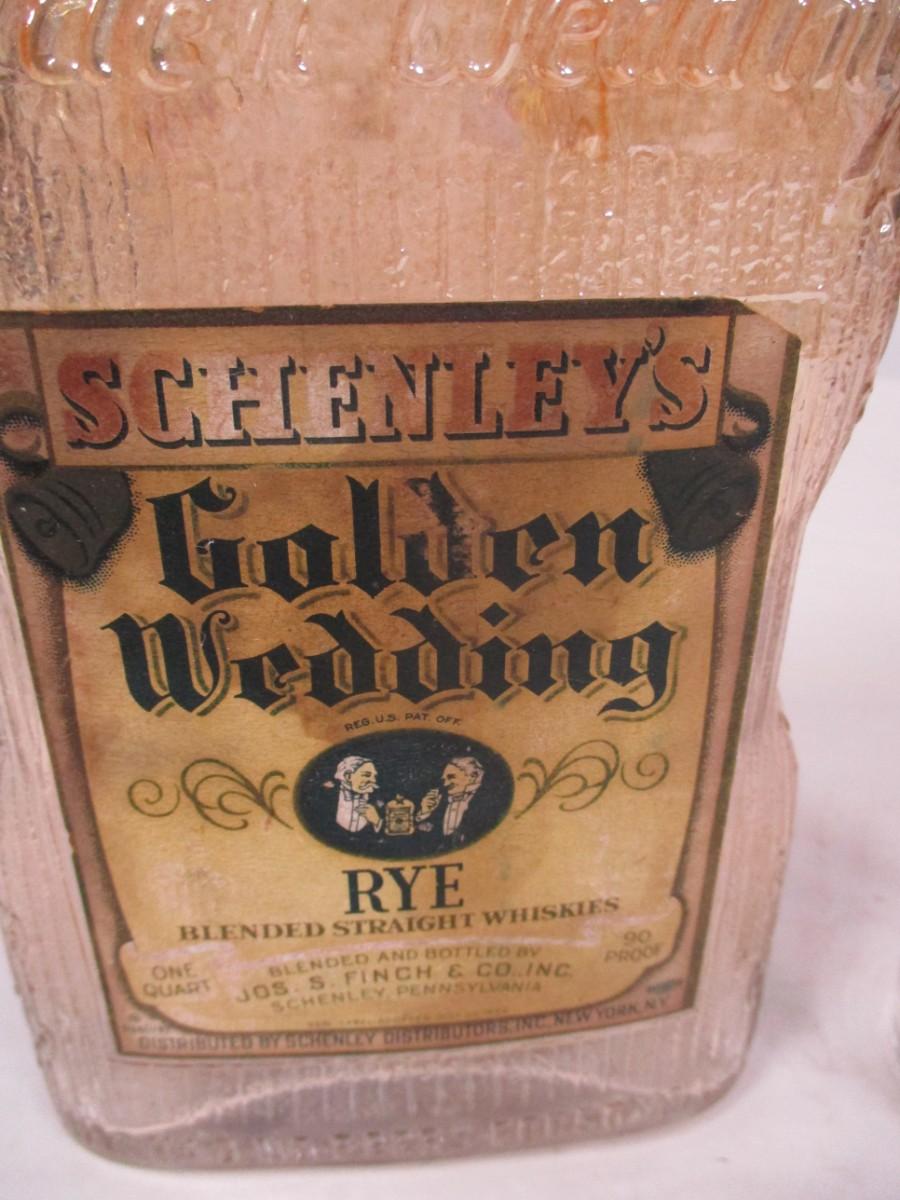 Wedding
SCHENLEY'S
Golden
Wedding
REG. U.S. PAT. OFF.
RYE
BLENDED STRAIGHT WHISKIES
ONE QUART
BLENDED AND BOTTLED BY
JOS. S. FINCH & CO., INC.
SCHENLEY, PENNSYLVANIA
90 PROOF
DISTRIBUTED BY SCHENLEY DISTRIBUTORS, INC. NEW YORK, N.Y.